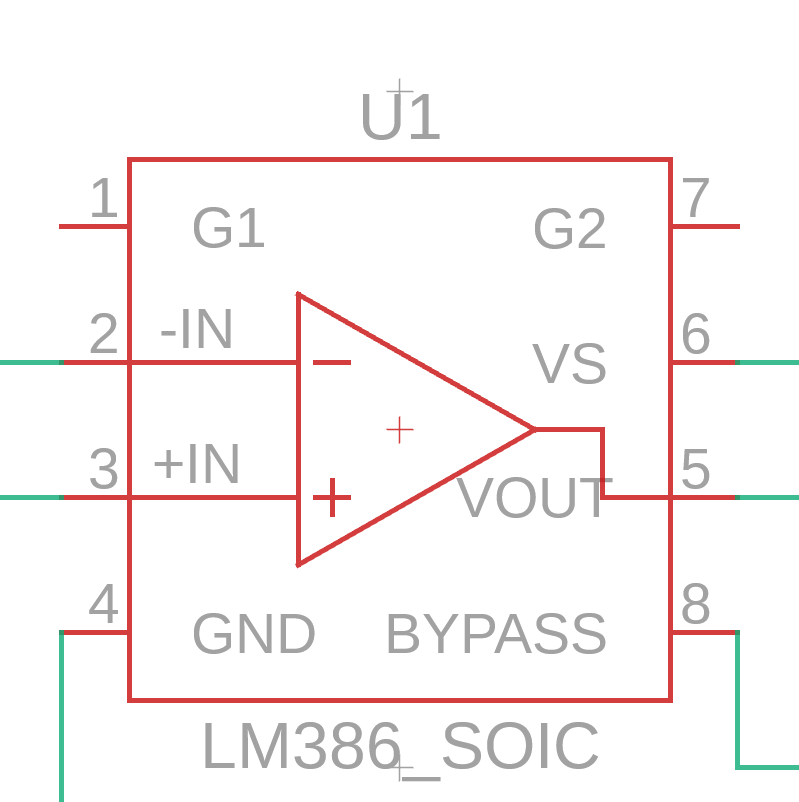 U1
1 G1 G2 7
2 -IN VS 6
3 +IN VOUT 5
4 GND BYPASS 8
LM386_SOIC